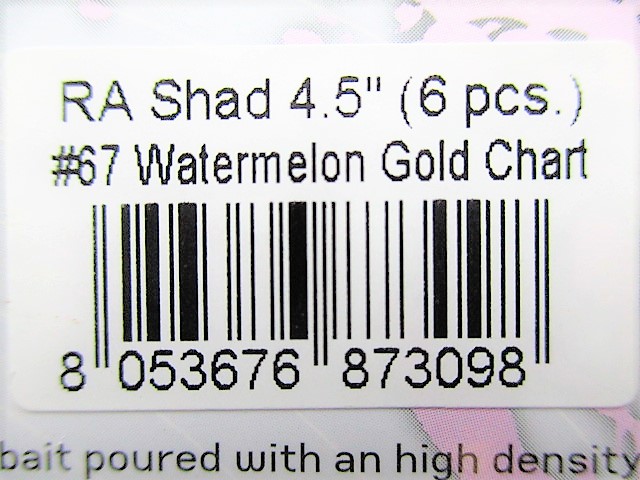 RA Shad 4.5" (6 pcs.)
#67 Watermelon Gold Chart
8 053676 873098
bait poured with an high density